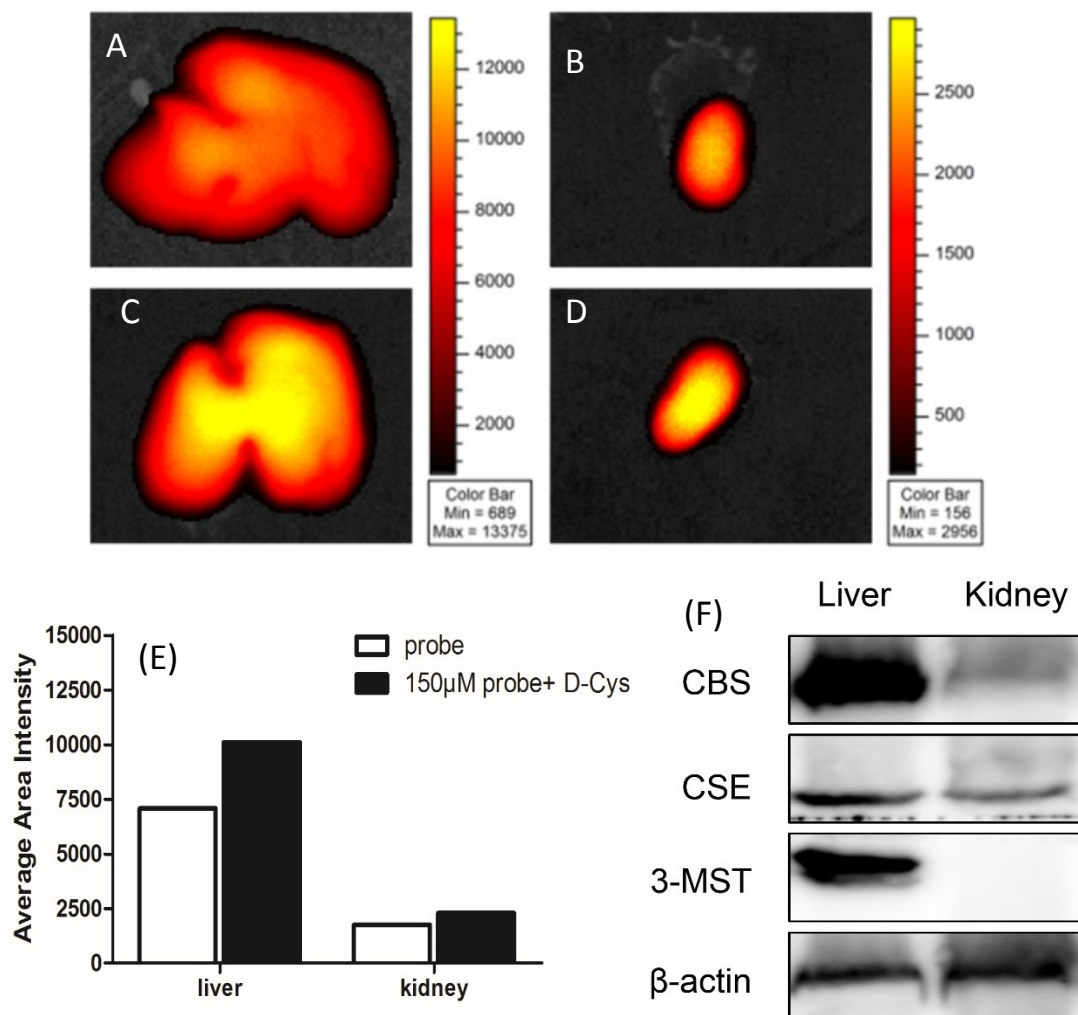 A
12000
10000
8000
6000
4000
2000
Color Bar
Min = 689
Max = 13375
B
2500
2000
1500
1000
500
Color Bar
Min = 156
Max = 2956
C
D
(E)
15000
12500
10000
7500
5000
2500
0
Average Area Intensity
probe
150μM probe+ D-Cys
liver
kidney
(F)
Liver Kidney
CBS
CSE
3-MST
β-actin